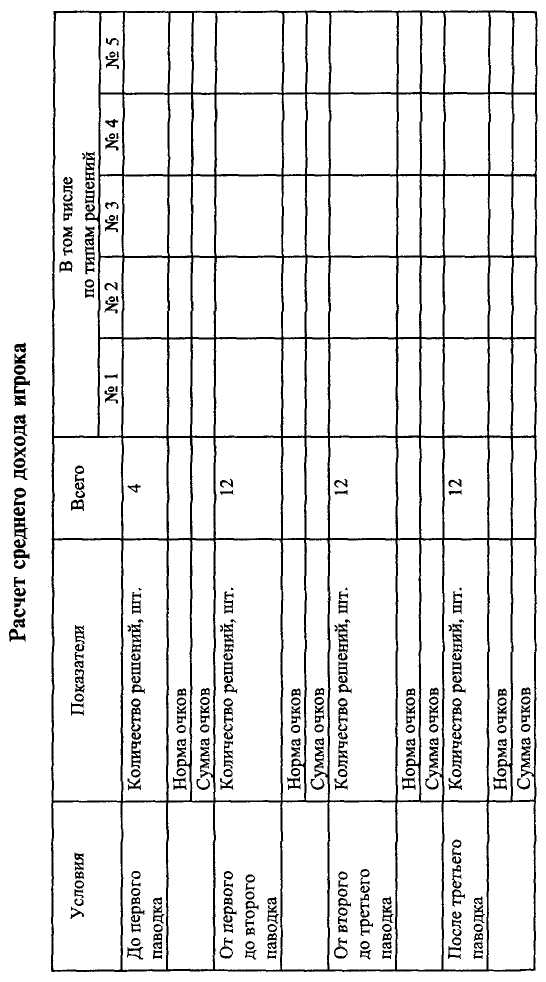 Расчет среднего дохода игрока
Условия Показатели Всего В том числе
по типам решений
№ 1 № 2 № 3 № 4 № 5
До первого
паводка Количество решений, шт. 4
Норма очков
Сумма очков
От первого
до второго
паводка Количество решений, шт. 12
Норма очков
Сумма очков
От второго
до третьего
паводка Количество решений, шт. 12
Норма очков
Сумма очков
После третьего
паводка Количество решений, шт. 12
Норма очков
Сумма очков